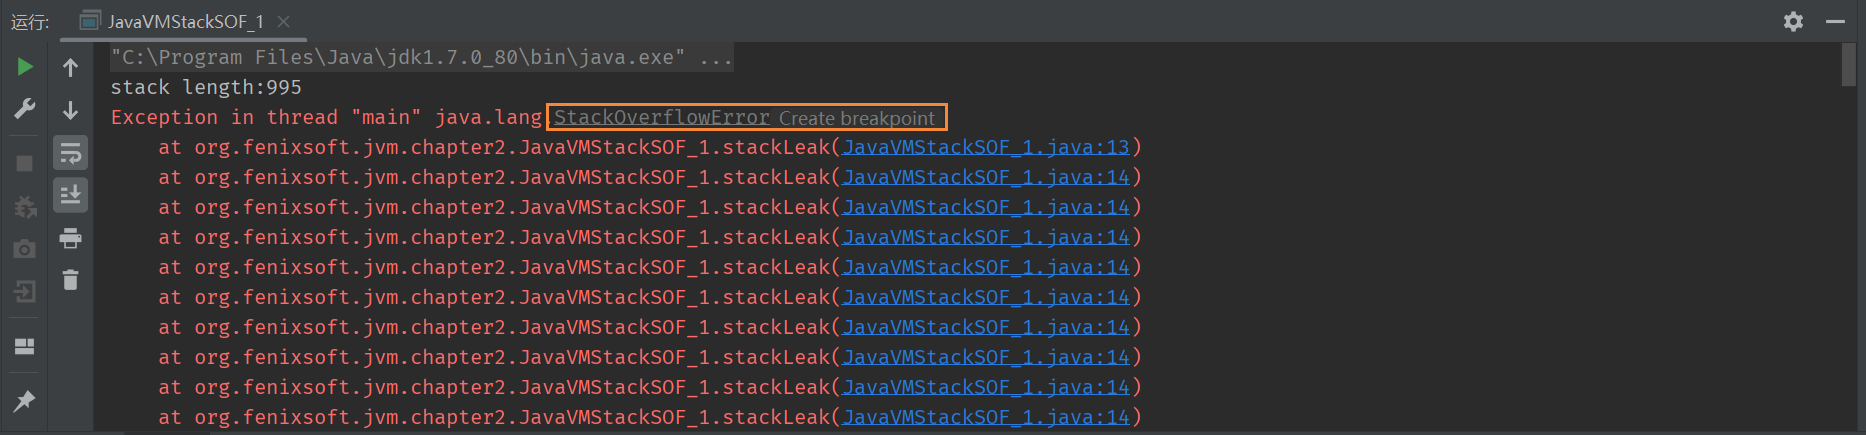 运行: JavaVMStackSOF_1
"C:\Program Files\Java\jdk1.7.0_80\bin\java.exe" ...
stack length:995
Exception in thread "main" java.lang.StackOverflowError Create breakpoint
at org.fenixsoft.jvm.chapter2.JavaVMStackSOF_1.stackLeak(JavaVMStackSOF_1.java:13)
at org.fenixsoft.jvm.chapter2.JavaVMStackSOF_1.stackLeak(JavaVMStackSOF_1.java:14)
at org.fenixsoft.jvm.chapter2.JavaVMStackSOF_1.stackLeak(JavaVMStackSOF_1.java:14)
at org.fenixsoft.jvm.chapter2.JavaVMStackSOF_1.stackLeak(JavaVMStackSOF_1.java:14)
at org.fenixsoft.jvm.chapter2.JavaVMStackSOF_1.stackLeak(JavaVMStackSOF_1.java:14)
at org.fenixsoft.jvm.chapter2.JavaVMStackSOF_1.stackLeak(JavaVMStackSOF_1.java:14)
at org.fenixsoft.jvm.chapter2.JavaVMStackSOF_1.stackLeak(JavaVMStackSOF_1.java:14)
at org.fenixsoft.jvm.chapter2.JavaVMStackSOF_1.stackLeak(JavaVMStackSOF_1.java:14)
at org.fenixsoft.jvm.chapter2.JavaVMStackSOF_1.stackLeak(JavaVMStackSOF_1.java:14)
at org.fenixsoft.jvm.chapter2.JavaVMStackSOF_1.stackLeak(JavaVMStackSOF_1.java:14)